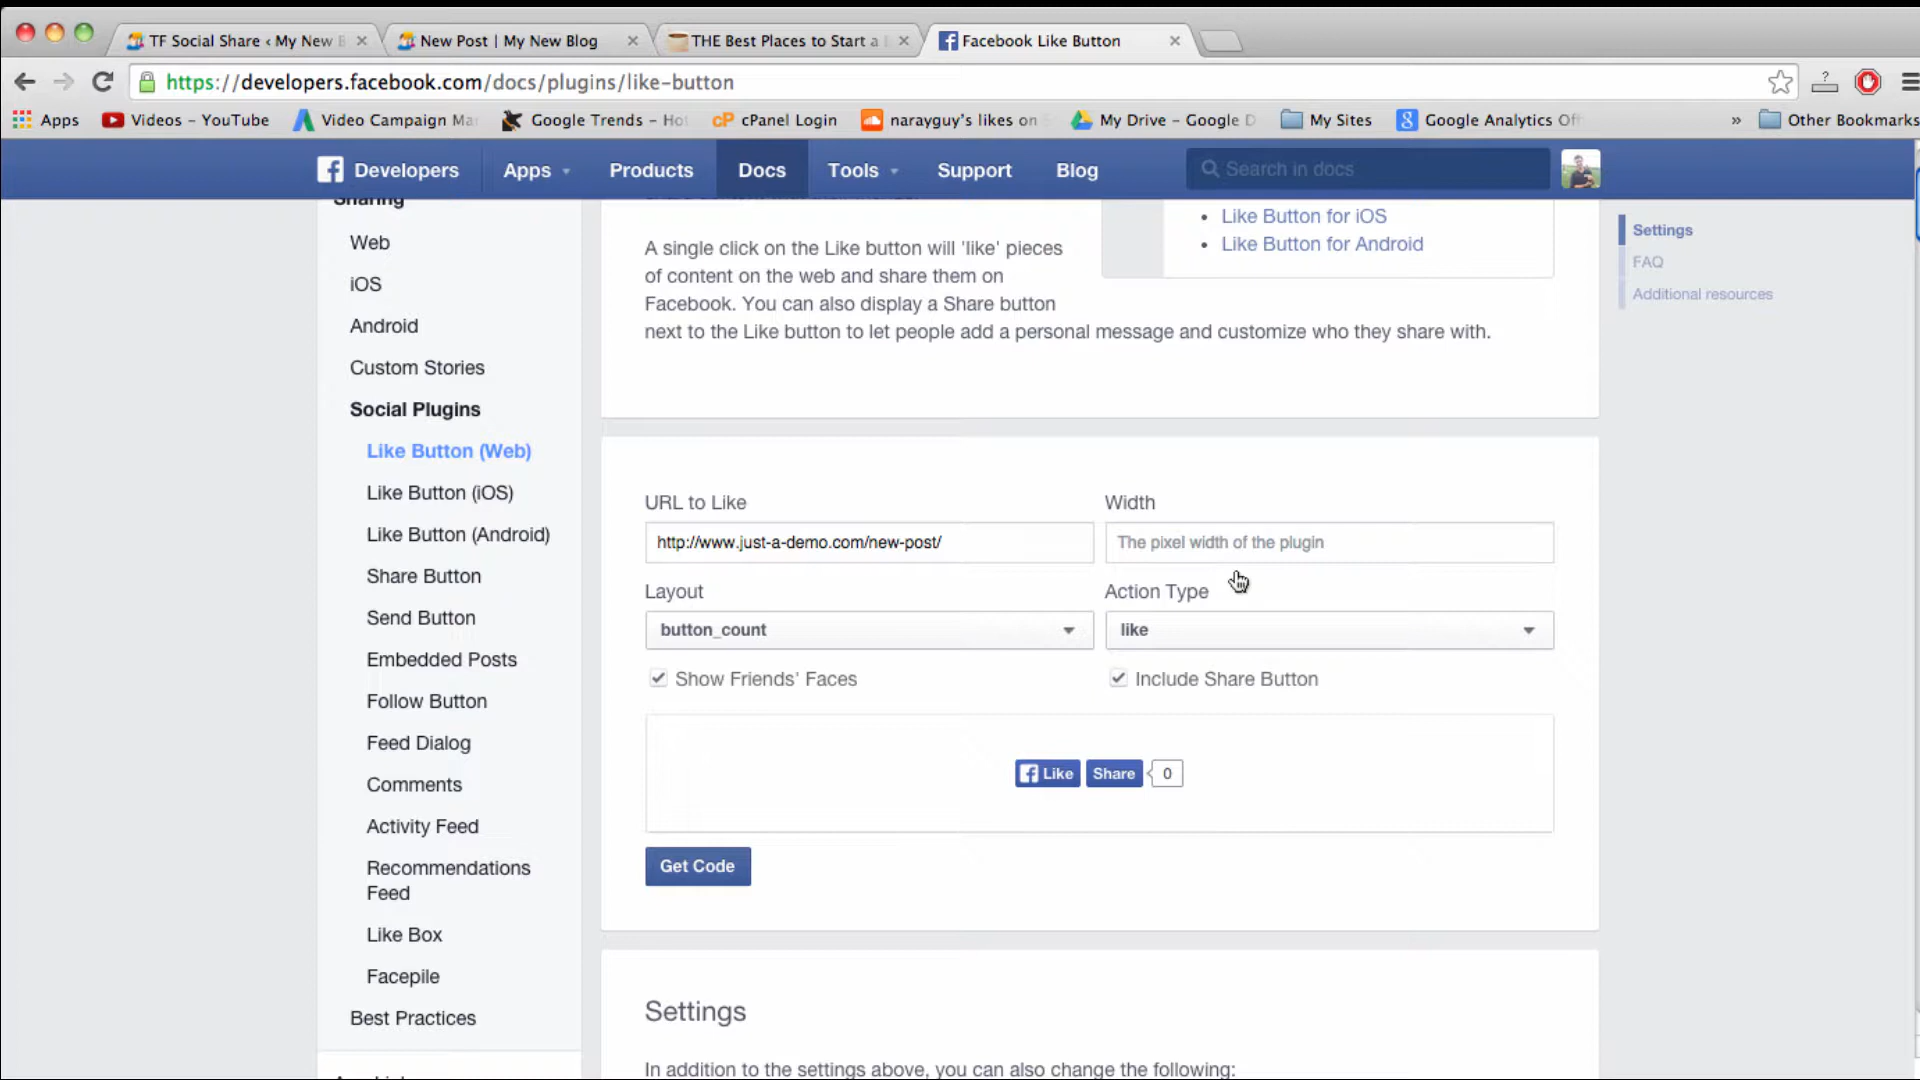 TF Social Share ‹ My New B
New Post | My New Blog
THE Best Places to Start a
Facebook Like Button
https://developers.facebook.com/docs/plugins/like-button
Apps
Videos – YouTube
Video Campaign Ma
Google Trends – Ho
cP cPanel Login
narayguy's likes on
My Drive – Google D
My Sites
Google Analytics Off
»
Other Bookmarks
Developers
Apps
Products
Docs
Tools
Support
Blog
Search in docs
Sharing
Web
iOS
Android
Custom Stories
Social Plugins
Like Button (Web)
Like Button (iOS)
Like Button (Android)
Share Button
Send Button
Embedded Posts
Follow Button
Feed Dialog
Comments
Activity Feed
Recommendations
Feed
Like Box
Facepile
Best Practices
• Like Button for iOS
• Like Button for Android
A single click on the Like button will 'like' pieces
of content on the web and share them on
Facebook. You can also display a Share button
next to the Like button to let people add a personal message and customize who they share with.
URL to Like
Width
http://www.just-a-demo.com/new-post/
The pixel width of the plugin
Layout
Action Type
button_count
like
Show Friends' Faces
Include Share Button
Like
Share
0
Get Code
Settings
In addition to the settings above, you can also change the following:
Settings
FAQ
Additional resources